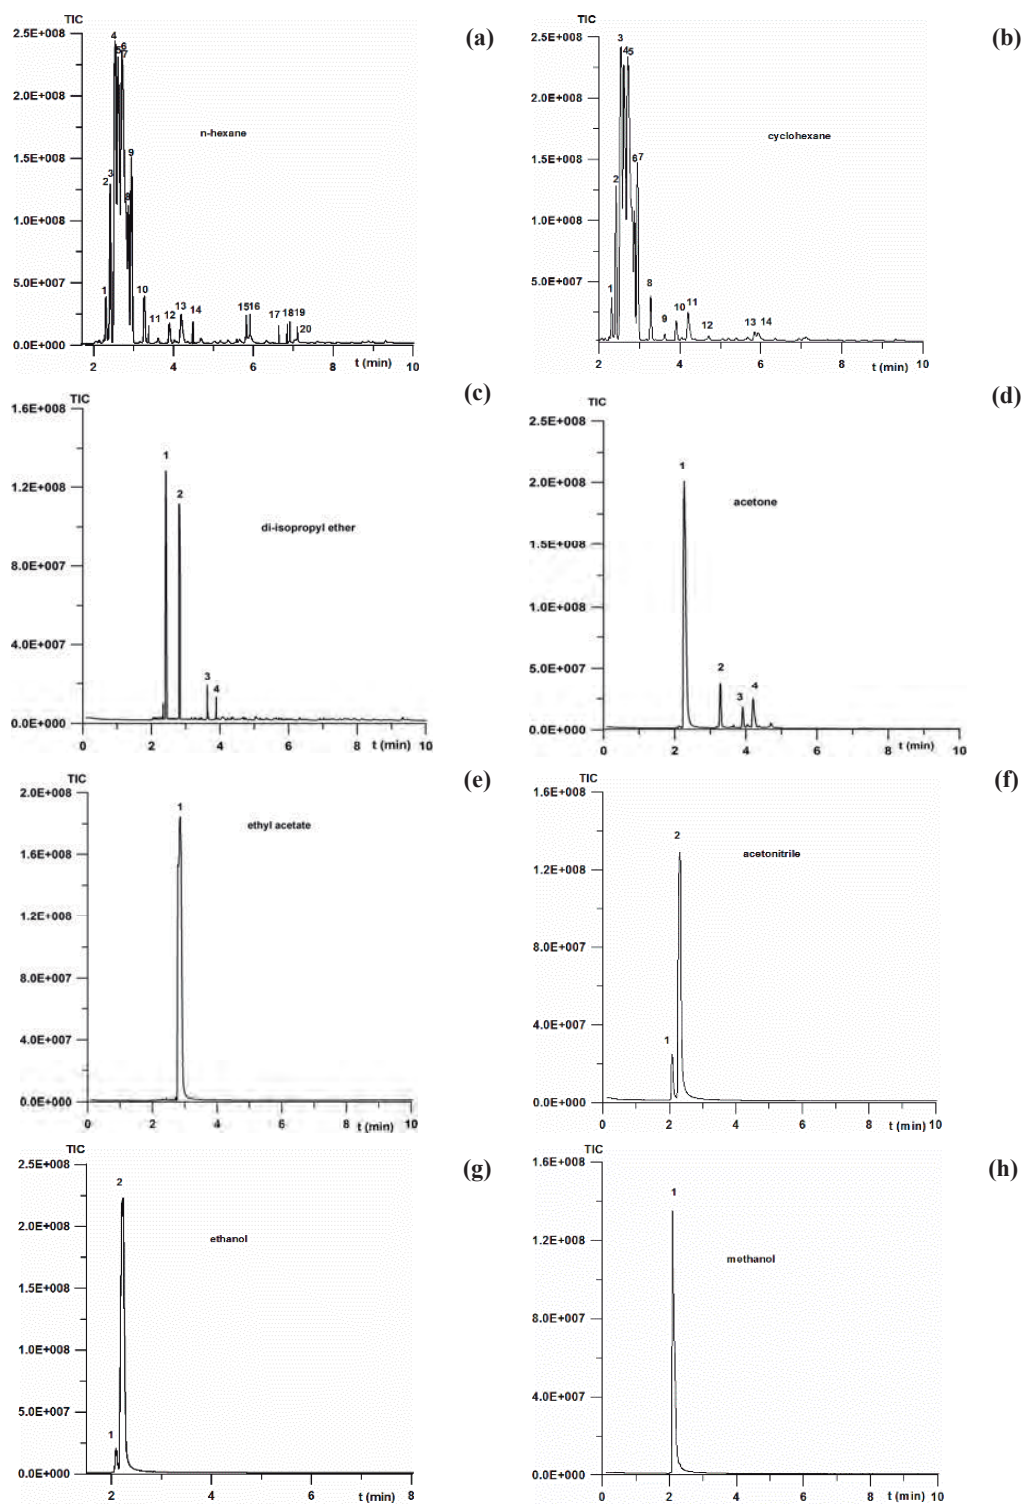 TIC
2.5E+008
2.0E+008
1.5E+008
1.0E+008
5.0E+007
0.0E+000
n-hexane
1 2 3 4 5 6 7 8 9 10 11 12 13 14 15 16 17 18 19 20
2 4 6 8 10
t (min)
(a)
TIC
2.5E+008
2.0E+008
1.5E+008
1.0E+008
5.0E+007
0.0E+000
cyclohexane
1 2 3 4 5 6 7 8 9 10 11 12 13 14
2 4 6 8 10
t (min)
(b)
TIC
1.6E+008
1.2E+008
8.0E+007
4.0E+007
0.0E+000
di-isopropyl ether
1 2 3 4
0 2 4 6 8 10
t (min)
(c)
TIC
2.5E+008
2.0E+008
1.5E+008
1.0E+008
5.0E+007
0.0E+000
acetone
1 2 3 4
0 2 4 6 8 10
t (min)
(d)
TIC
2.0E+008
1.6E+008
1.2E+008
8.0E+007
4.0E+007
0.0E+000
ethyl acetate
1
0 2 4 6 8 10
t (min)
(e)
TIC
1.6E+008
1.2E+008
8.0E+007
4.0E+007
0.0E+000
acetonitrile
1 2
0 2 4 6 8 10
t (min)
(f)
TIC
2.5E+008
2.0E+008
1.5E+008
1.0E+008
5.0E+007
0.0E+000
ethanol
1 2
2 4 6 8
t (min)
(g)
TIC
1.6E+008
1.2E+008
8.0E+007
4.0E+007
0.0E+000
methanol
1
0 2 4 6 8 10
t (min)
(h)